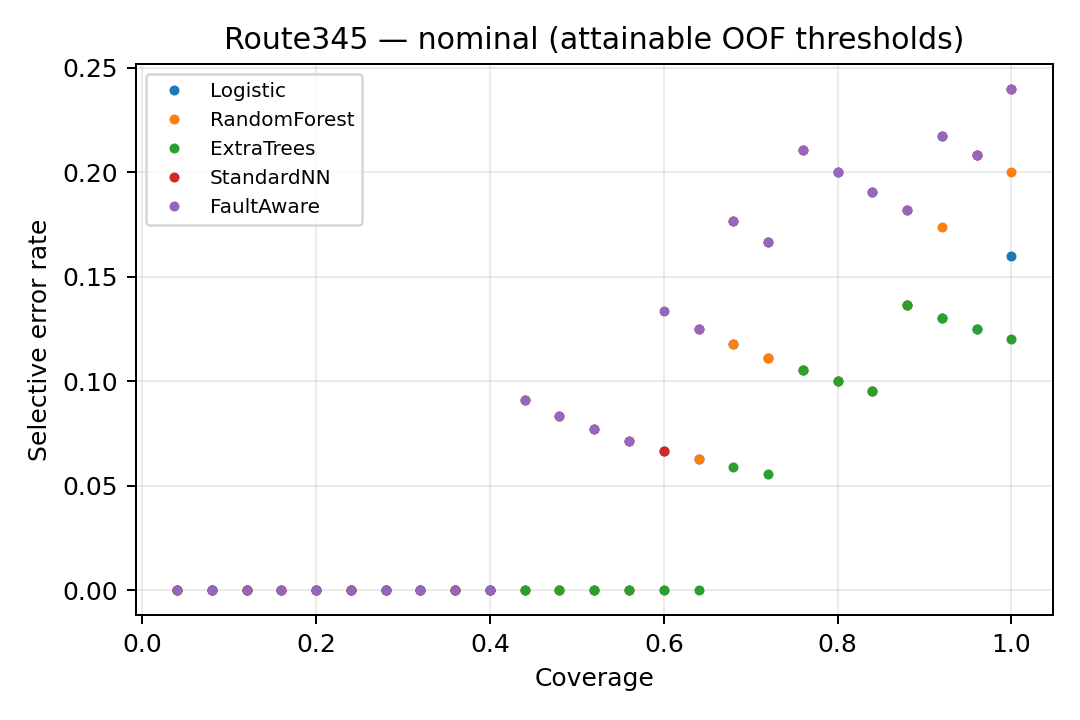 Route345 — nominal (attainable OOF thresholds)
0.25
0.20
0.15
0.10
0.05
0.00
Selective error rate
Logistic
RandomForest
ExtraTrees
StandardNN
FaultAware
0.0 0.2 0.4 0.6 0.8 1.0
Coverage